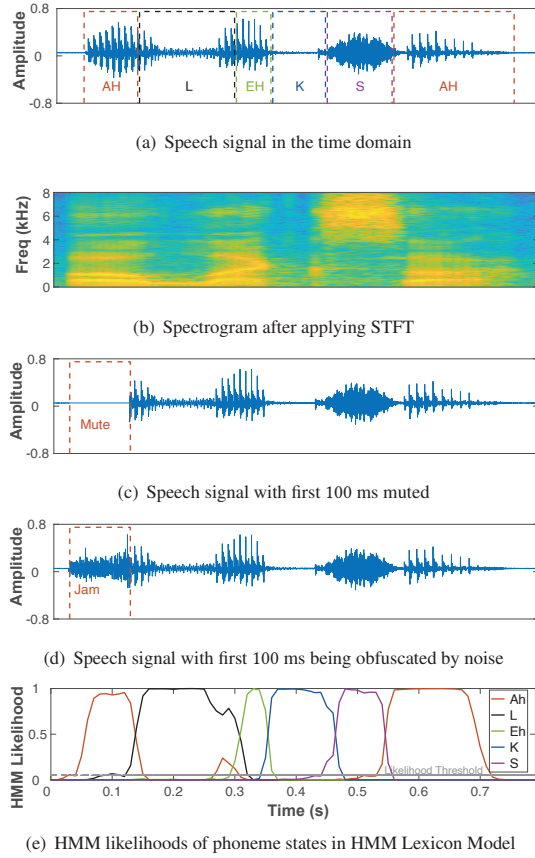 0.8
Amplitude
0
-0.8
AH L EH K S AH
(a) Speech signal in the time domain
8
6
4
2
0
Freq (kHz)
(b) Spectrogram after applying STFT
0.8
Amplitude
0
-0.8
Mute
(c) Speech signal with first 100 ms muted
0.8
Amplitude
0
-0.8
Jam
(d) Speech signal with first 100 ms being obfuscated by noise
1
0.5
0
HMM Likelihood
Ah
L
Eh
K
S
Likelihood Threshold
0 0.1 0.2 0.3 0.4 0.5 0.6 0.7
Time (s)
(e) HMM likelihoods of phoneme states in HMM Lexicon Model